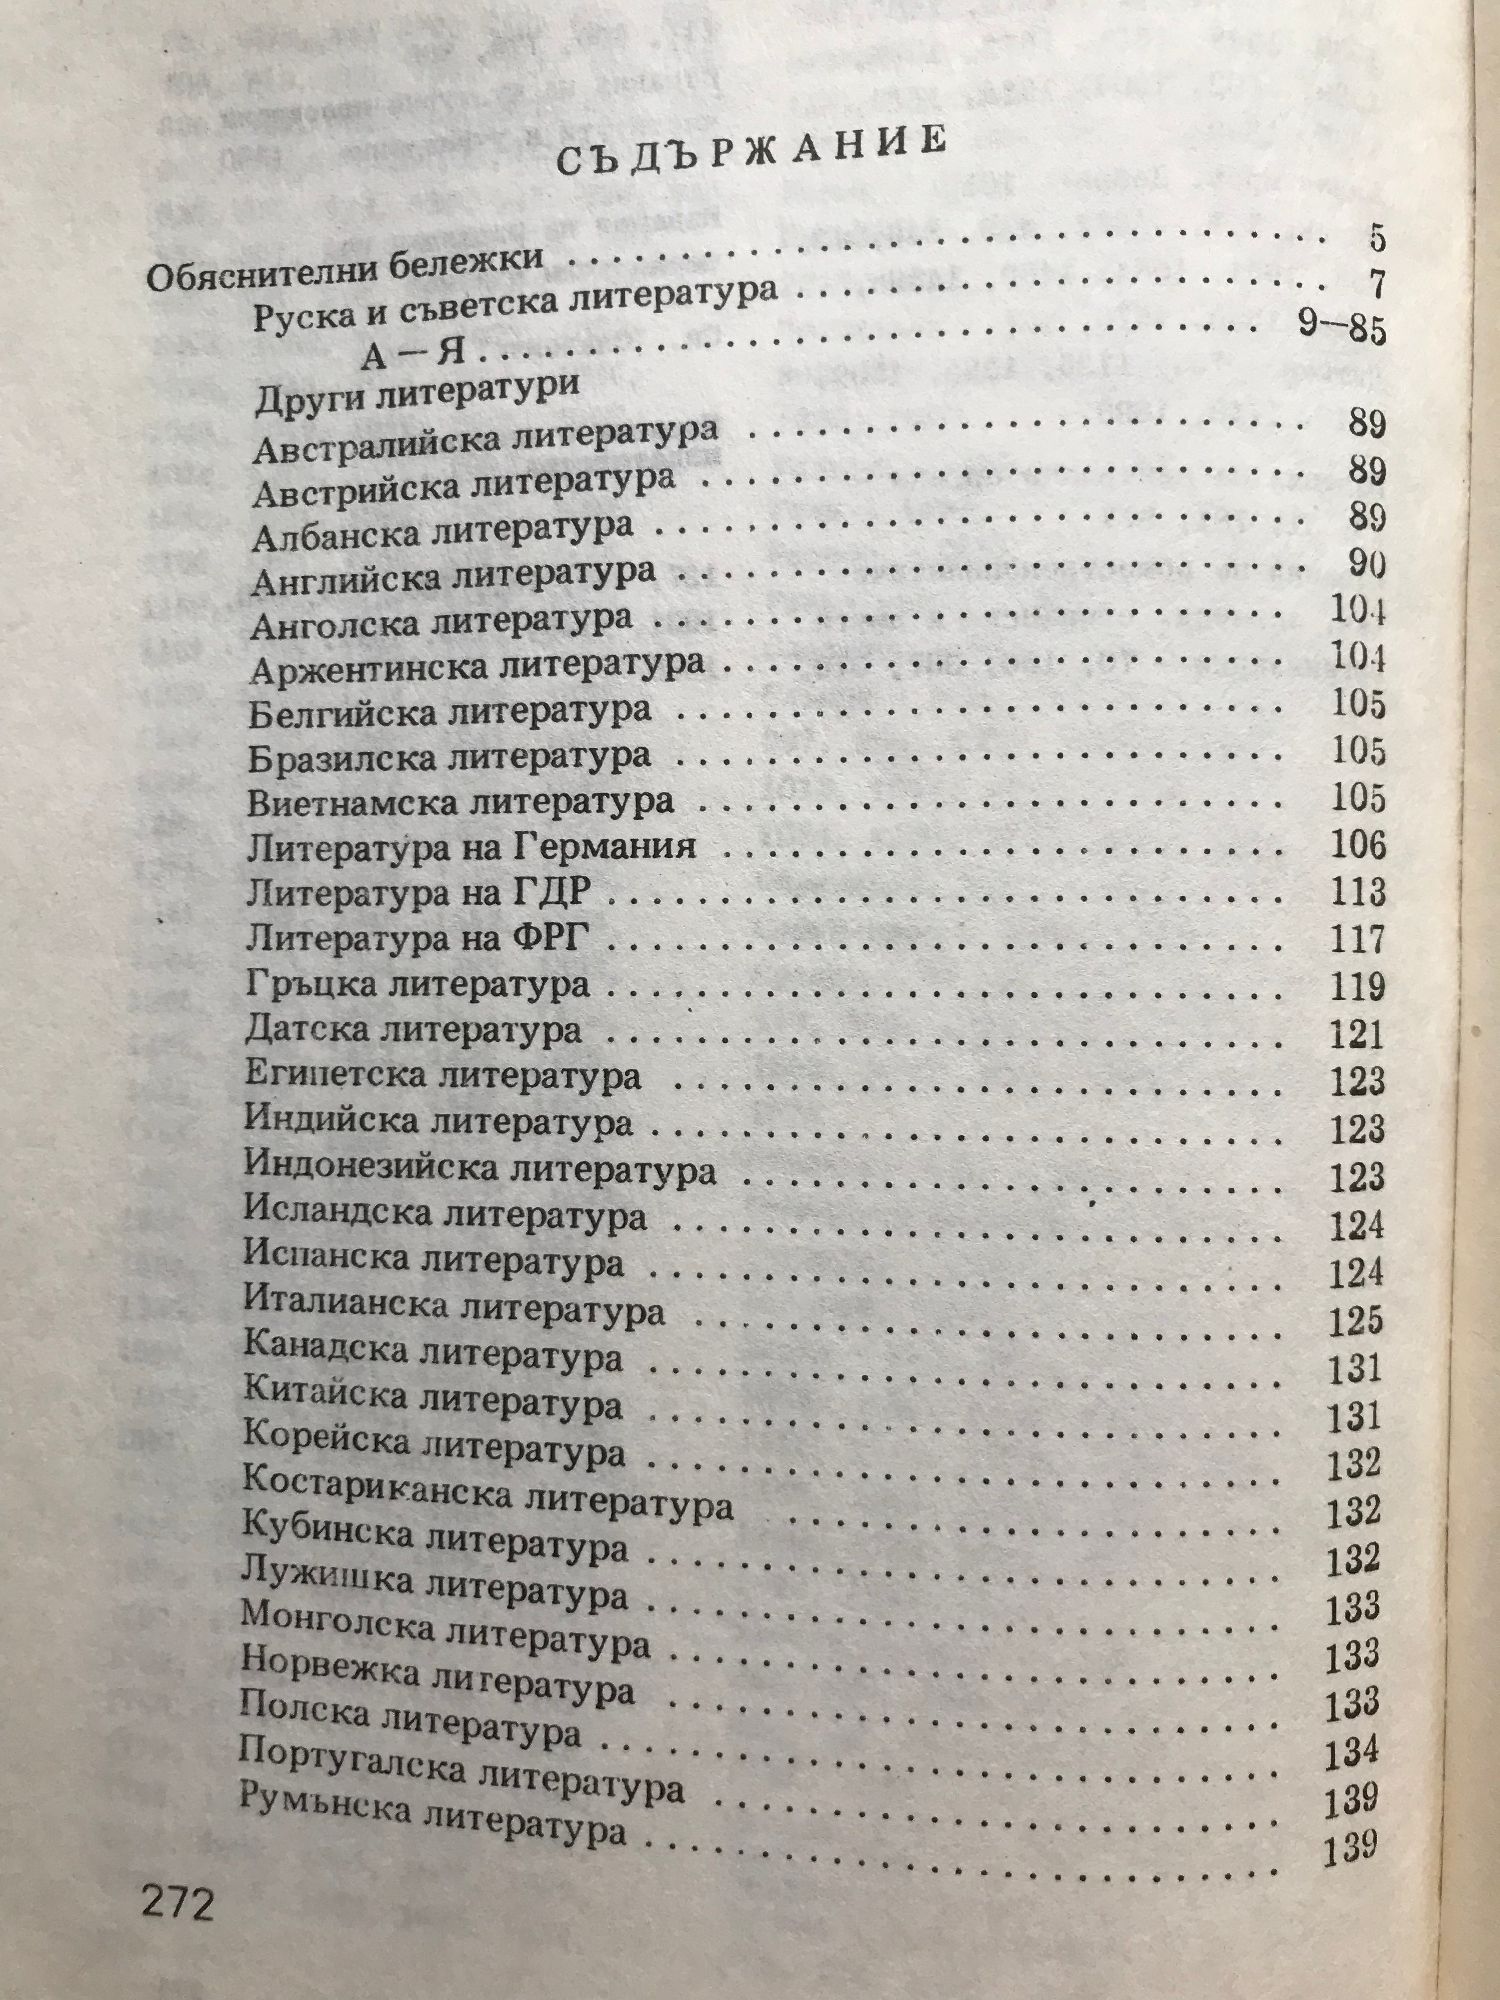 СЪДЪРЖАНИЕ
Обяснителни бележки . . . . . . . . . . . . . . . . . . . . . . . . . . . . . . . . 5
Руска и съветска литература . . . . . . . . . . . . . . . . . . . . . . . 7
А — Я . . . . . . . . . . . . . . . . . . . . . . . . . . . . . . . . . . 9—85
Други литератури
Австралийска литература . . . . . . . . . . . . . . . . . . . . . . . . 89
Австрийска литература . . . . . . . . . . . . . . . . . . . . . . . . . . 89
Албанска литература . . . . . . . . . . . . . . . . . . . . . . . . . . . . 89
Английска литература . . . . . . . . . . . . . . . . . . . . . . . . . . . 90
Анголска литература . . . . . . . . . . . . . . . . . . . . . . . . . . . 104
Аржентинска литература . . . . . . . . . . . . . . . . . . . . . . . . 104
Белгийска литература . . . . . . . . . . . . . . . . . . . . . . . . . . 105
Бразилска литература . . . . . . . . . . . . . . . . . . . . . . . . . . 105
Виетнамска литература . . . . . . . . . . . . . . . . . . . . . . . . . 105
Литература на Германия . . . . . . . . . . . . . . . . . . . . . . . . 106
Литература на ГДР . . . . . . . . . . . . . . . . . . . . . . . . . . . . . 113
Литература на ФРГ . . . . . . . . . . . . . . . . . . . . . . . . . . . . . 117
Гръцка литература . . . . . . . . . . . . . . . . . . . . . . . . . . . . . 119
Датска литература . . . . . . . . . . . . . . . . . . . . . . . . . . . . . 121
Египетска литература . . . . . . . . . . . . . . . . . . . . . . . . . . 123
Индийска литература . . . . . . . . . . . . . . . . . . . . . . . . . . . 123
Индонезийска литература . . . . . . . . . . . . . . . . . . . . . . . 123
Исландска литература . . . . . . . . . . . . . . . . . . . . . . . . . . 124
Испанска литература . . . . . . . . . . . . . . . . . . . . . . . . . . . 124
Италианска литература . . . . . . . . . . . . . . . . . . . . . . . . . 125
Канадска литература . . . . . . . . . . . . . . . . . . . . . . . . . . . 131
Китайска литература . . . . . . . . . . . . . . . . . . . . . . . . . . . 131
Корейска литература . . . . . . . . . . . . . . . . . . . . . . . . . . . 132
Костариканска литература . . . . . . . . . . . . . . . . . . . . . . 132
Кубинска литература . . . . . . . . . . . . . . . . . . . . . . . . . . . 132
Лужишка литература . . . . . . . . . . . . . . . . . . . . . . . . . . . 133
Монголска литература . . . . . . . . . . . . . . . . . . . . . . . . . . 133
Норвежка литература . . . . . . . . . . . . . . . . . . . . . . . . . . 133
Полска литература . . . . . . . . . . . . . . . . . . . . . . . . . . . . . 134
Португалска литература . . . . . . . . . . . . . . . . . . . . . . . . 139
Румънска литература . . . . . . . . . . . . . . . . . . . . . . . . . . . 139
272